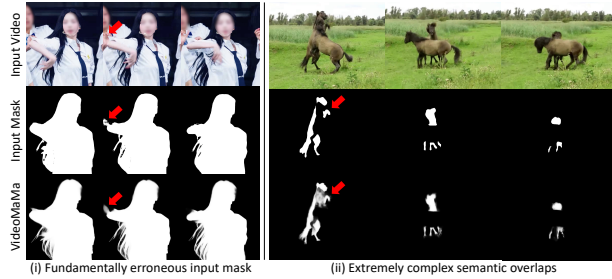 Input Video
Input Mask
VideoMaMa
(i) Fundamentally erroneous input mask
(ii) Extremely complex semantic overlaps